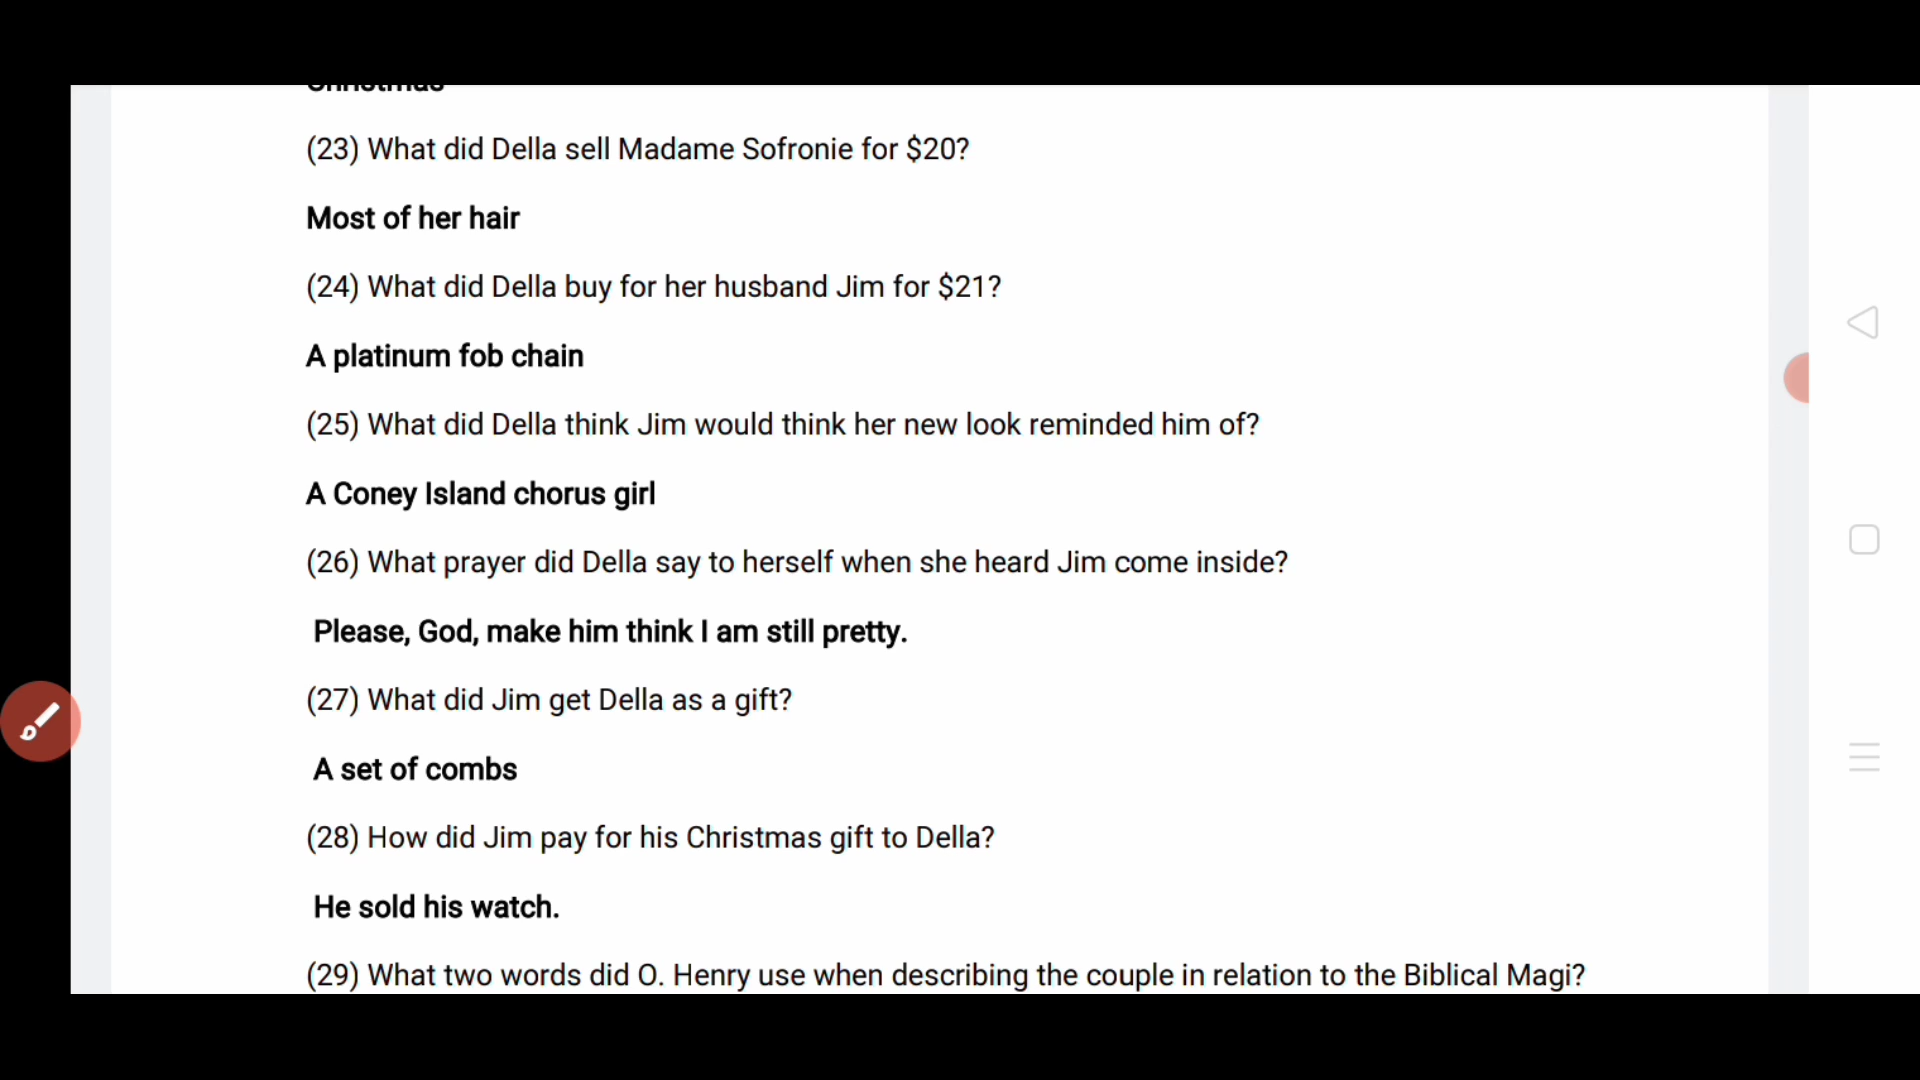 Christmas
(23) What did Della sell Madame Sofronie for $20?
Most of her hair
(24) What did Della buy for her husband Jim for $21?
A platinum fob chain
(25) What did Della think Jim would think her new look reminded him of?
A Coney Island chorus girl
(26) What prayer did Della say to herself when she heard Jim come inside?
Please, God, make him think I am still pretty.
(27) What did Jim get Della as a gift?
A set of combs
(28) How did Jim pay for his Christmas gift to Della?
He sold his watch.
(29) What two words did O. Henry use when describing the couple in relation to the Biblical Magi?